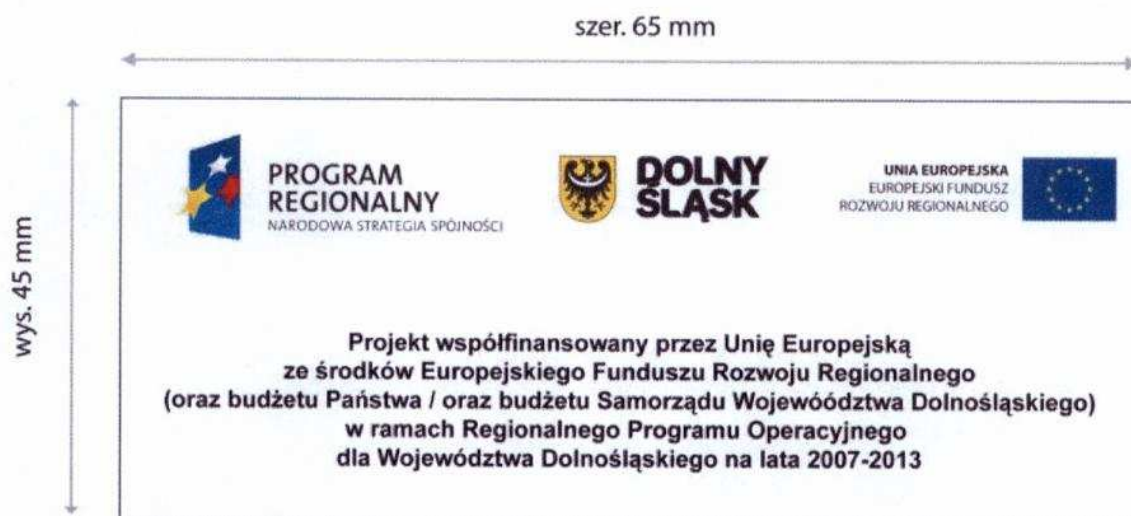 szer. 65 mm
wys. 45 mm
PROGRAM
REGIONALNY
NARODOWA STRATEGIA SPÓJNOŚCI
DOLNY
ŚLĄSK
UNIA EUROPEJSKA
EUROPEJSKI FUNDUSZ
ROZWOJU REGIONALNEGO
Projekt współfinansowany przez Unię Europejską
ze środków Europejskiego Funduszu Rozwoju Regionalnego
(oraz budżetu Państwa / oraz budżetu Samorządu Wojewóództwa Dolnośląskiego)
w ramach Regionalnego Programu Operacyjnego
dla Województwa Dolnośląskiego na lata 2007-2013